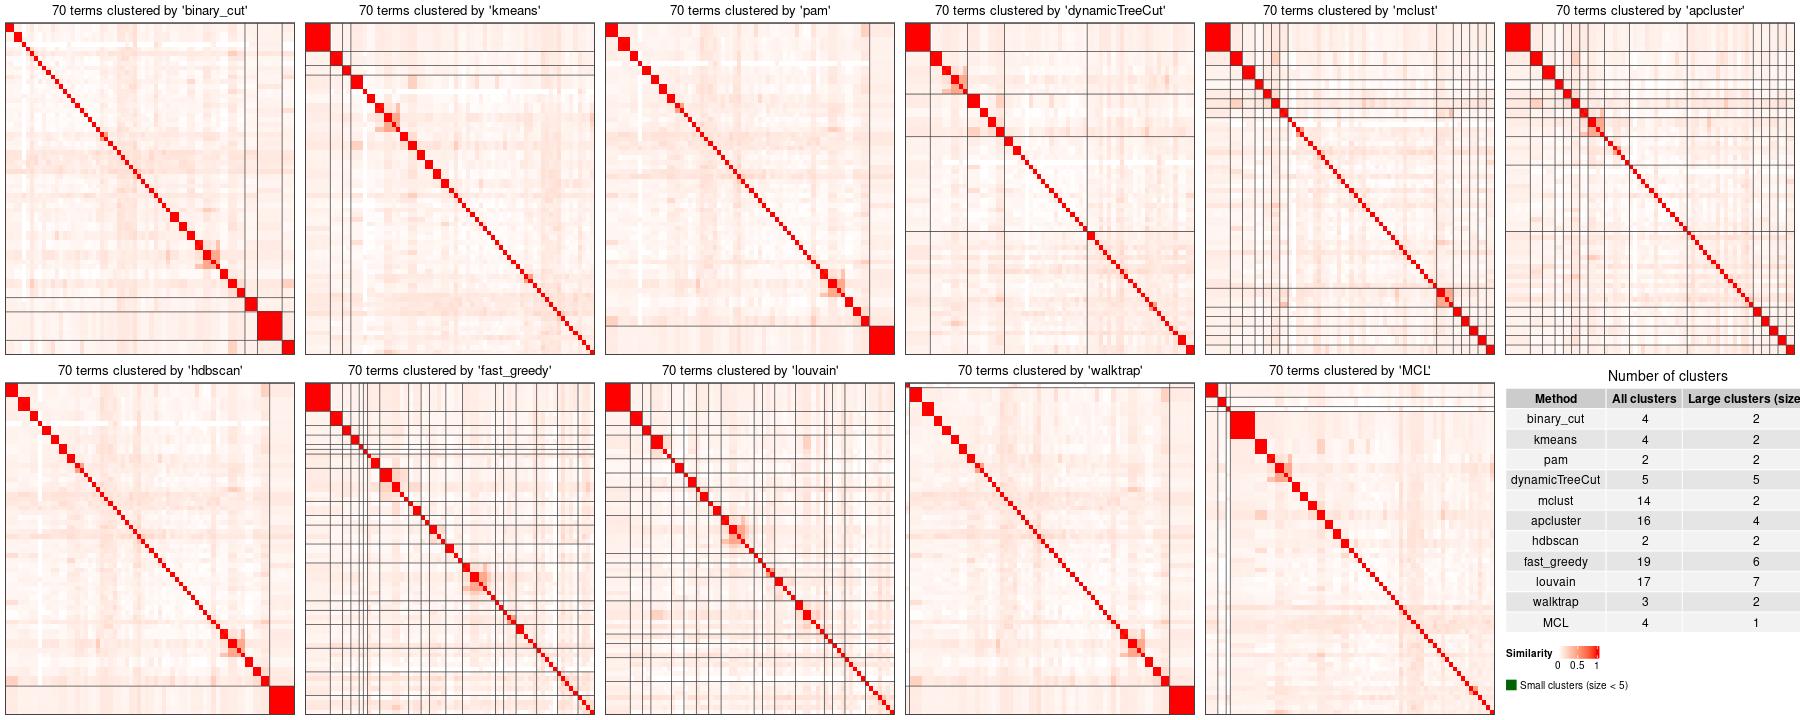 70 terms clustered by 'binary_cut'
70 terms clustered by 'kmeans'
70 terms clustered by 'pam'
70 terms clustered by 'dynamicTreeCut'
70 terms clustered by 'mclust'
70 terms clustered by 'apcluster'
70 terms clustered by 'hdbscan'
70 terms clustered by 'fast_greedy'
70 terms clustered by 'louvain'
70 terms clustered by 'walktrap'
70 terms clustered by 'MCL'
Number of clusters
Method All clusters Large clusters (size
binary_cut 4 2
kmeans 4 2
pam 2 2
dynamicTreeCut 5 5
mclust 14 2
apcluster 16 4
hdbscan 2 2
fast_greedy 19 6
louvain 17 7
walktrap 3 2
MCL 4 1
Similarity
0 0.5 1
Small clusters (size < 5)